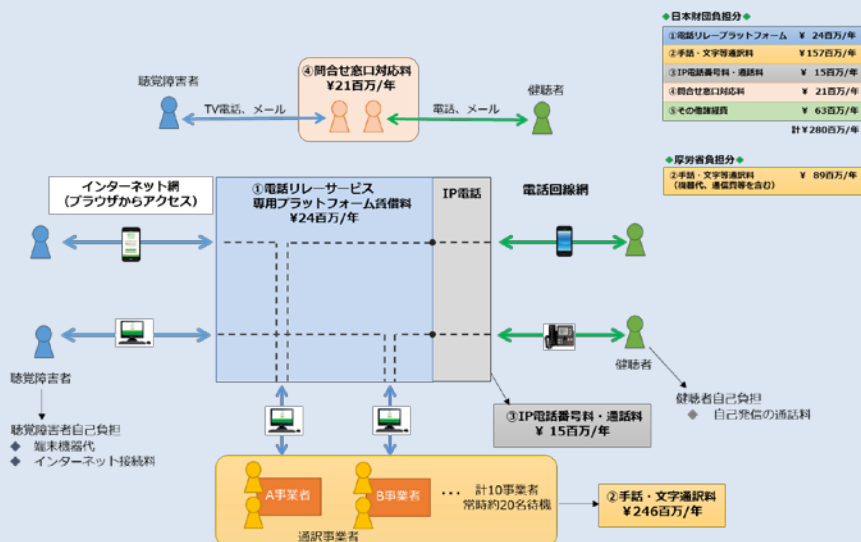 ◆日本財団負担分◆
①電話リレープラットフォーム ¥ 24百万/年
②手話・文字等通訳料 ¥157百万/年
③IP電話番号料・通話料 ¥ 15百万/年
④問合せ窓口対応料 ¥ 21百万/年
⑤その他諸経費 ¥ 63百万/年
計¥280百万/年
◆厚労省負担分◆
②手話・文字等通訳料 ¥ 89百万/年
(機器代、通信費等を含む)
④問合せ窓口対応料
¥21百万/年
聴覚障害者
TV電話、メール
電話、メール
健聴者
インターネット網
(ブラウザからアクセス)
①電話リレーサービス
専用プラットフォーム賃借料
¥24百万/年
IP電話
電話回線網
聴覚障害者
聴覚障害者自己負担
◆ 端末機器代
◆ インターネット接続料
健聴者
健聴者自己負担
◆ 自己発信の通話料
③IP電話番号料・通話料
¥ 15百万/年
A事業者
B事業者
… 計10事業者
常時約20名待機
通訳事業者
②手話・文字通訳料
¥246百万/年